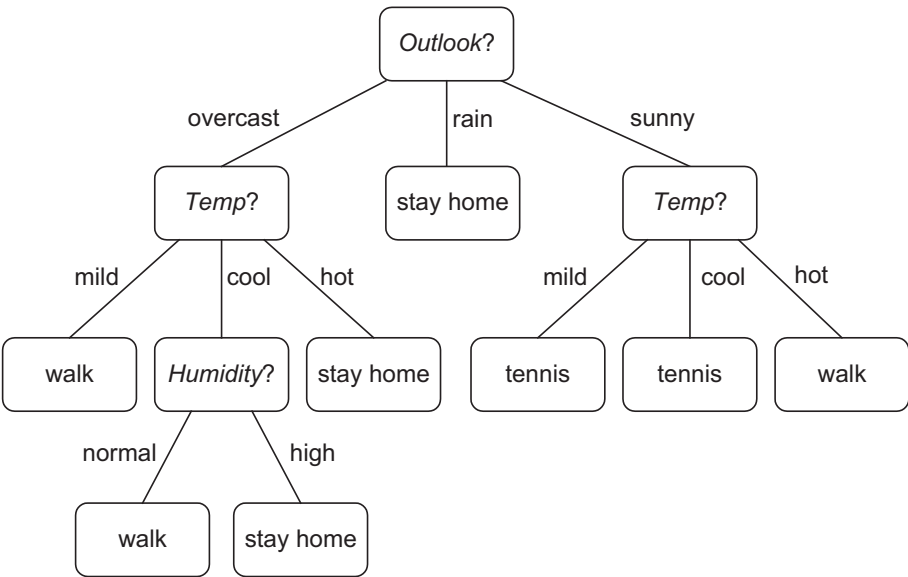 Outlook?
overcast
rain
sunny
Temp?
stay home
Temp?
mild
cool
hot
mild
cool
hot
walk
Humidity?
stay home
tennis
tennis
walk
normal
high
walk
stay home